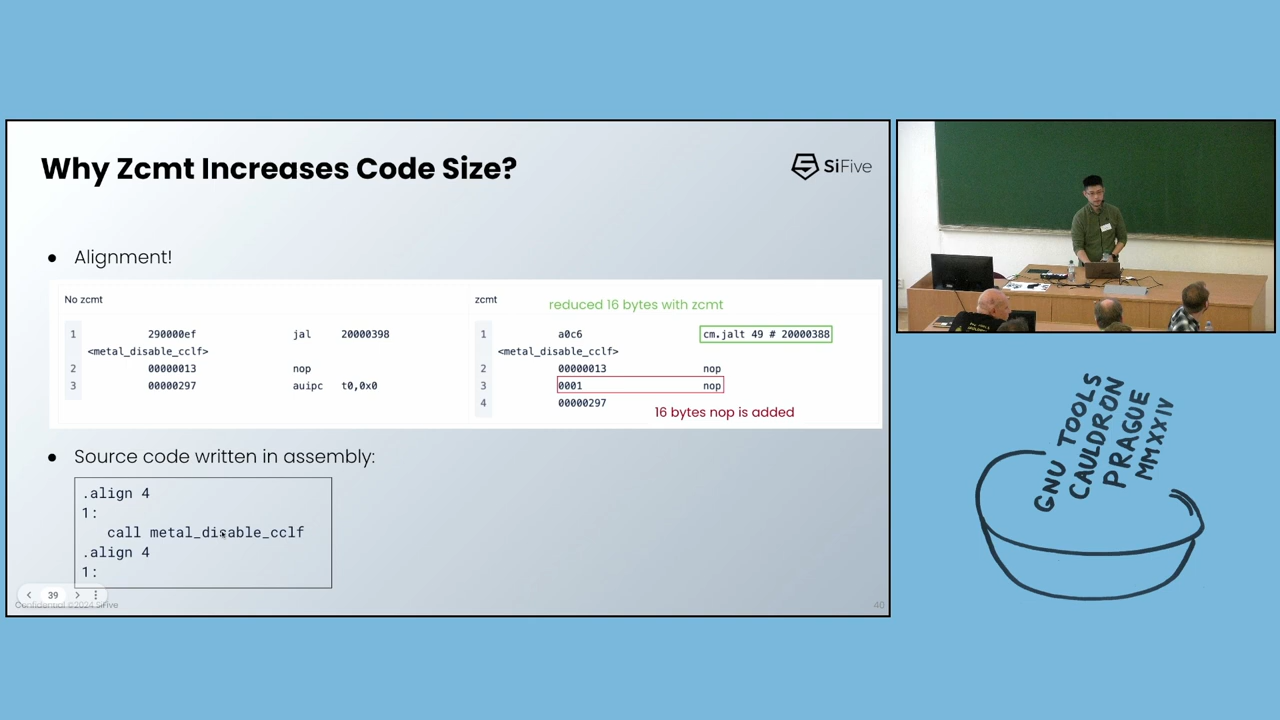 Why Zcmt Increases Code Size?
SiFive
● Alignment!
No zcmt
1 290000ef jal 20000398
<metal_disable_cclf>
2 00000013 nop
3 00000297 auipc t0,0x0
zcmt
reduced 16 bytes with zcmt
1 a0c6 cm.jalt 49 # 20000388
<metal_disable_cclf>
2 00000013 nop
3 0001 nop
4 00000297
16 bytes nop is added
● Source code written in assembly:
.align 4
1:
call metal_disable_cclf
.align 4
1:
39
Confidential ©2024 SiFive
40
GNU TOOLS
CAULDRON
PRAGUE
MMXXIV